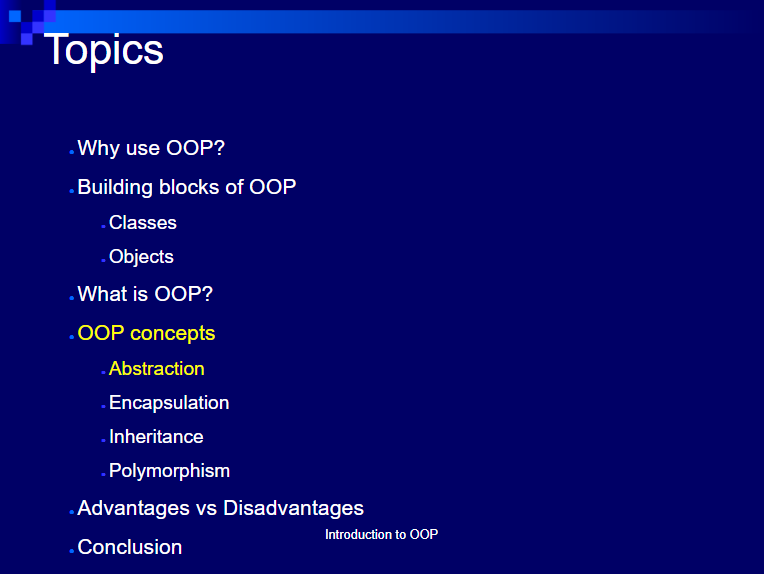 Topics
Why use OOP?
Building blocks of OOP
Classes
Objects
What is OOP?
OOP concepts
Abstraction
Encapsulation
Inheritance
Polymorphism
Advantages vs Disadvantages
Introduction to OOP
Conclusion